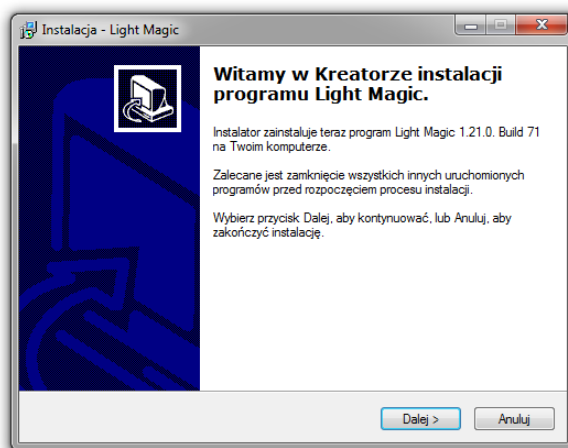 Instalacja - Light Magic
Witamy w Kreatorze instalacji
programu Light Magic.
Instalator zainstaluje teraz program Light Magic 1.21.0. Build 71
na Twoim komputerze.
Zalecane jest zamknięcie wszystkich innych uruchomionych
programów przed rozpoczęciem procesu instalacji.
Wybierz przycisk Dalej, aby kontynuować, lub Anuluj, aby
zakończyć instalację.
Dalej >
Anuluj